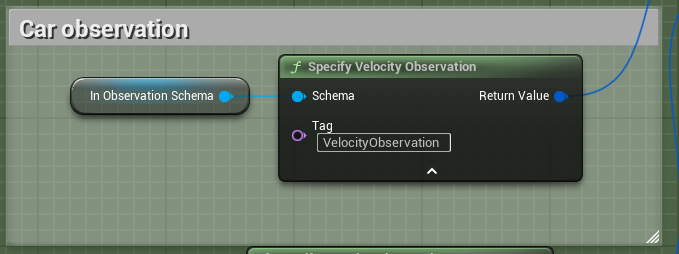 Car observation
Specify Velocity Observation
In Observation Schema
Schema
Return Value
Tag
VelocityObservation